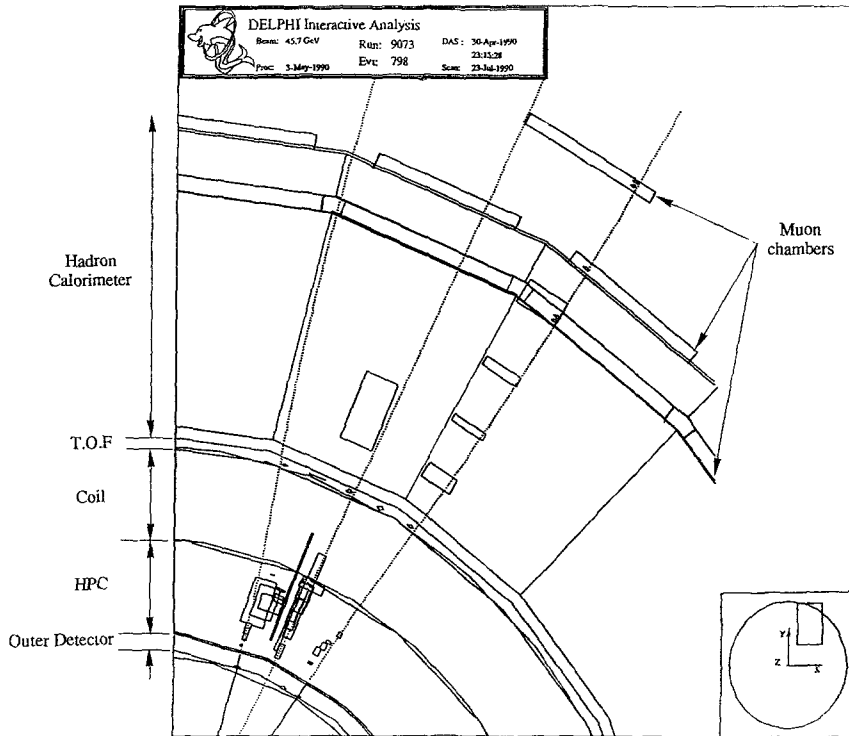 DELPHI Interactive Analysis
Beam: 45.7 GeV Run: 9073 DAS : 30-Apr-1990
23:15:28
Proc: 3-May-1990 Evt: 798 Scan: 23-Jul-1990
Hadron
Calorimeter
Muon
chambers
T.O.F
Coil
HPC
Outer Detector
Y
Z X